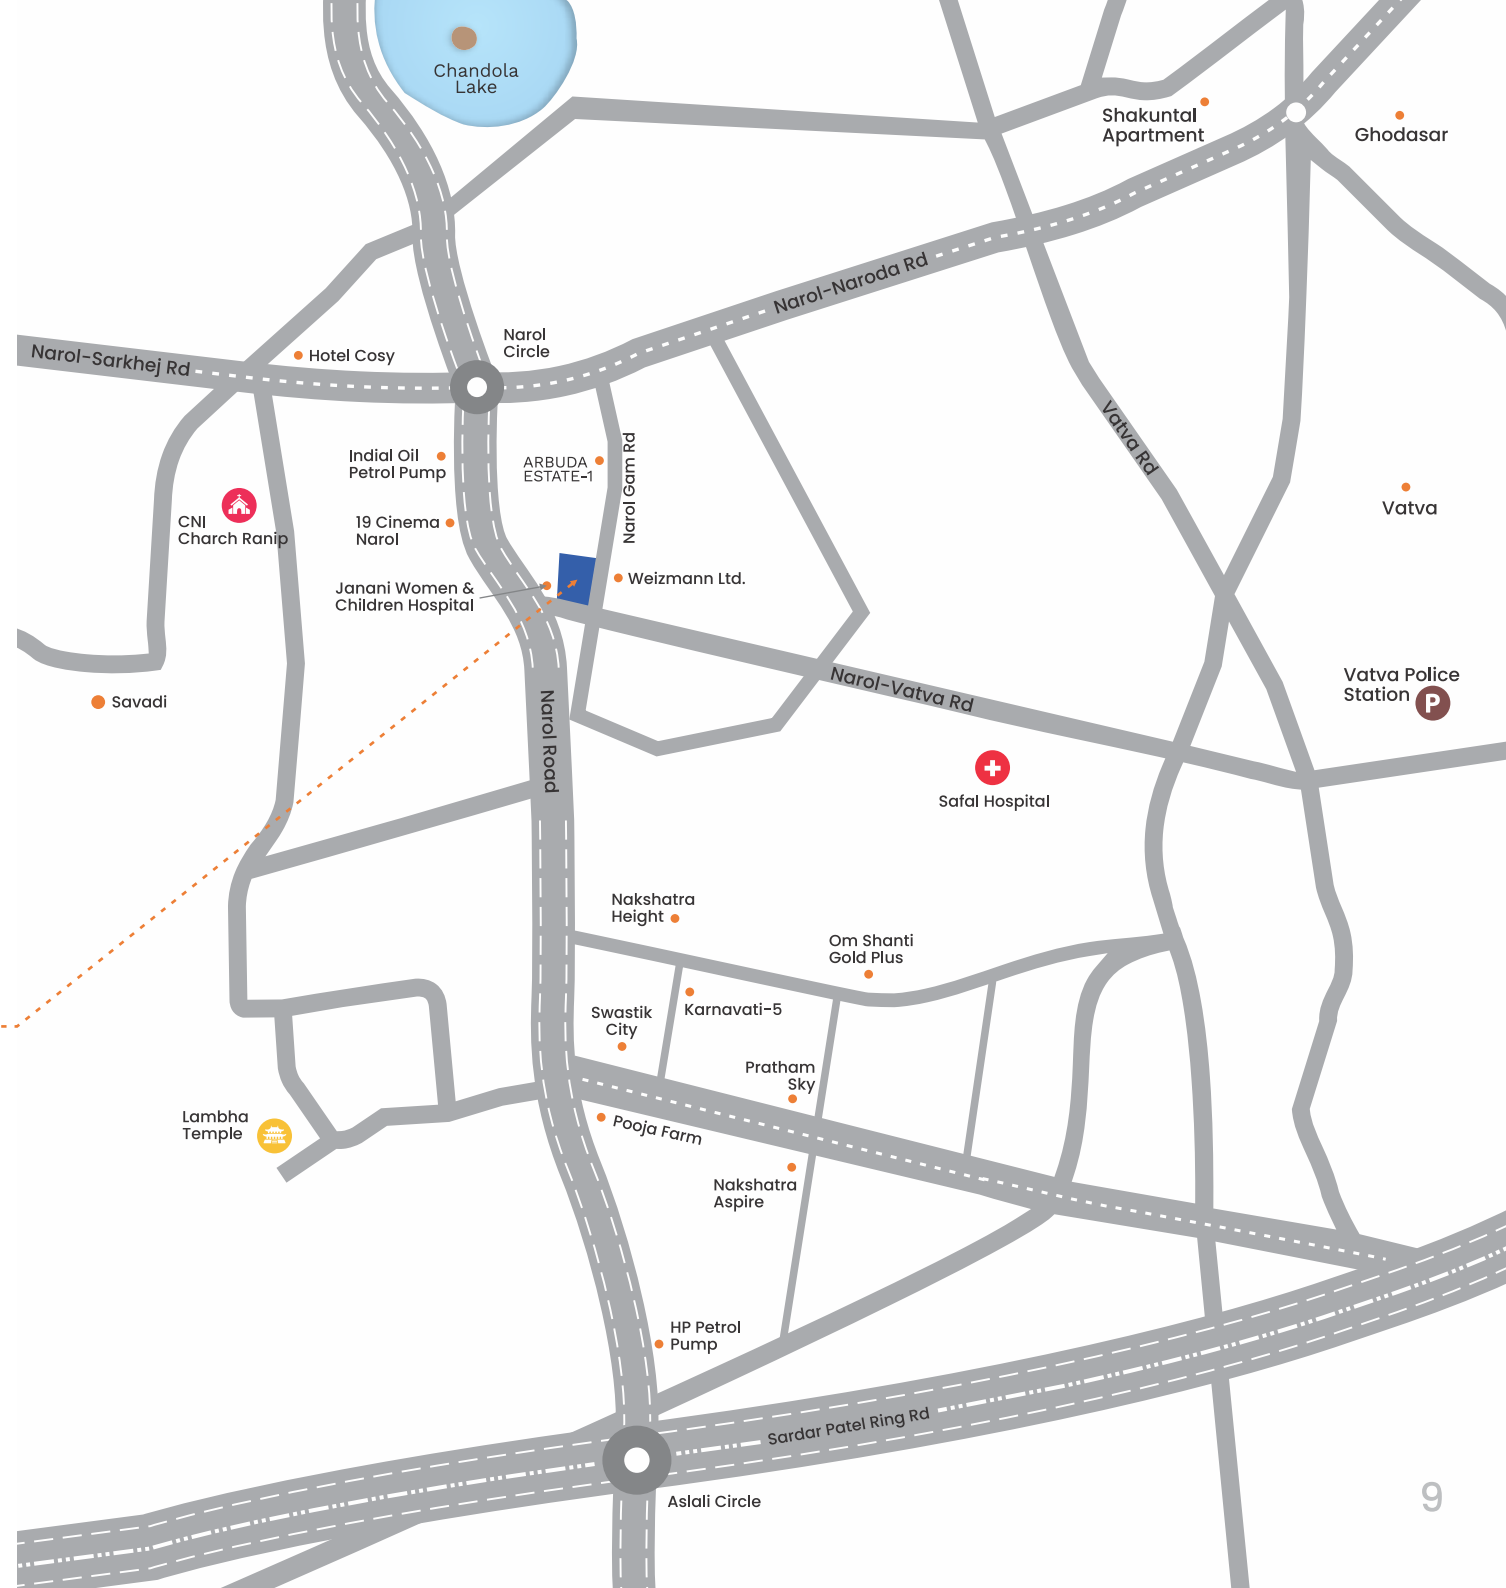 Chandola
Lake
Shakuntal
Apartment
Ghodasar
Narol-Naroda Rd
Narol
Circle
Narol-Sarkhej Rd
Hotel Cosy
Vatva Rd
Indial Oil
Petrol Pump
ARBUDA
ESTATE-1
Narol Gam Rd
CNI
Charch Ranip
19 Cinema
Narol
Vatva
Janani Women &
Children Hospital
Weizmann Ltd.
Savadi
Narol-Vatva Rd
Vatva Police
Station
P
Narol Road
Safal Hospital
Nakshatra
Height
Om Shanti
Gold Plus
Karnavati-5
Swastik
City
Pratham
Sky
Lambha
Temple
Pooja Farm
Nakshatra
Aspire
HP Petrol
Pump
Sardar Patel Ring Rd
Aslali Circle
9